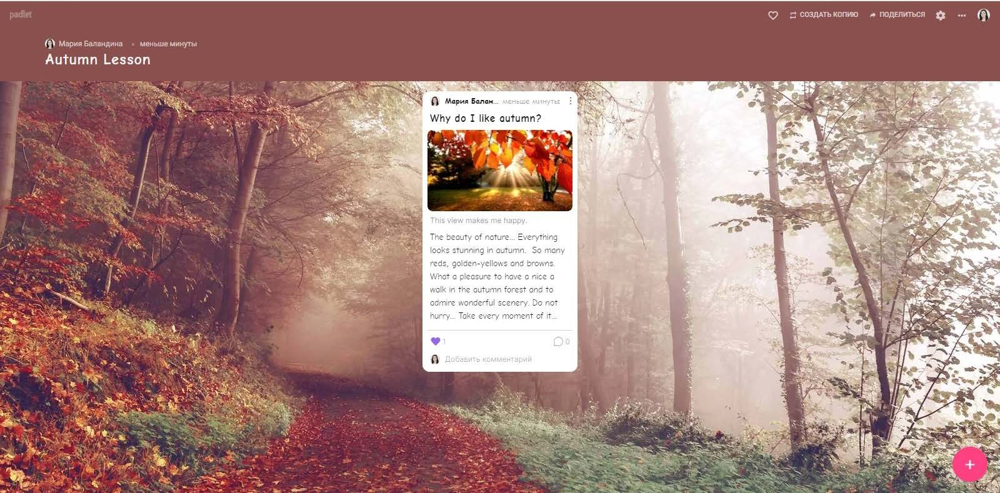 padlet
СОЗДАТЬ КОПИЮ
ПОДЕЛИТЬСЯ
Мария Баландина • меньше минуты
Autumn Lesson
Мария Балан... меньше минуты
Why do I like autumn?
This view makes me happy.
The beauty of nature... Everything
looks stunning in autumn.  So many
reds, golden-yellows and browns.
What a pleasure to have a nice a
walk in the autumn forest and to
admire wonderful scenery. Do not
hurry... Take every moment of it...
1
0
Добавить комментарий